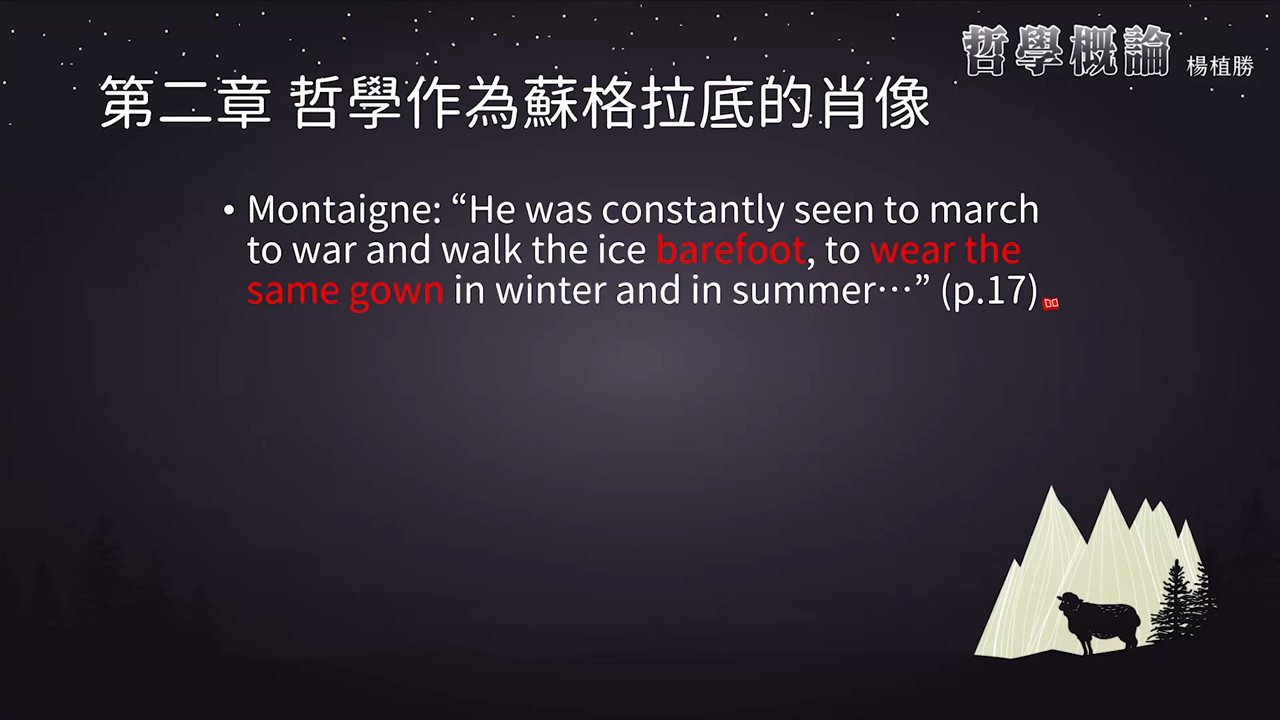 哲學概論 楊植勝
第二章 哲學作為蘇格拉底的肖像
• Montaigne: “He was constantly seen to march
to war and walk the ice barefoot, to wear the
same gown in winter and in summer…” (p.17)